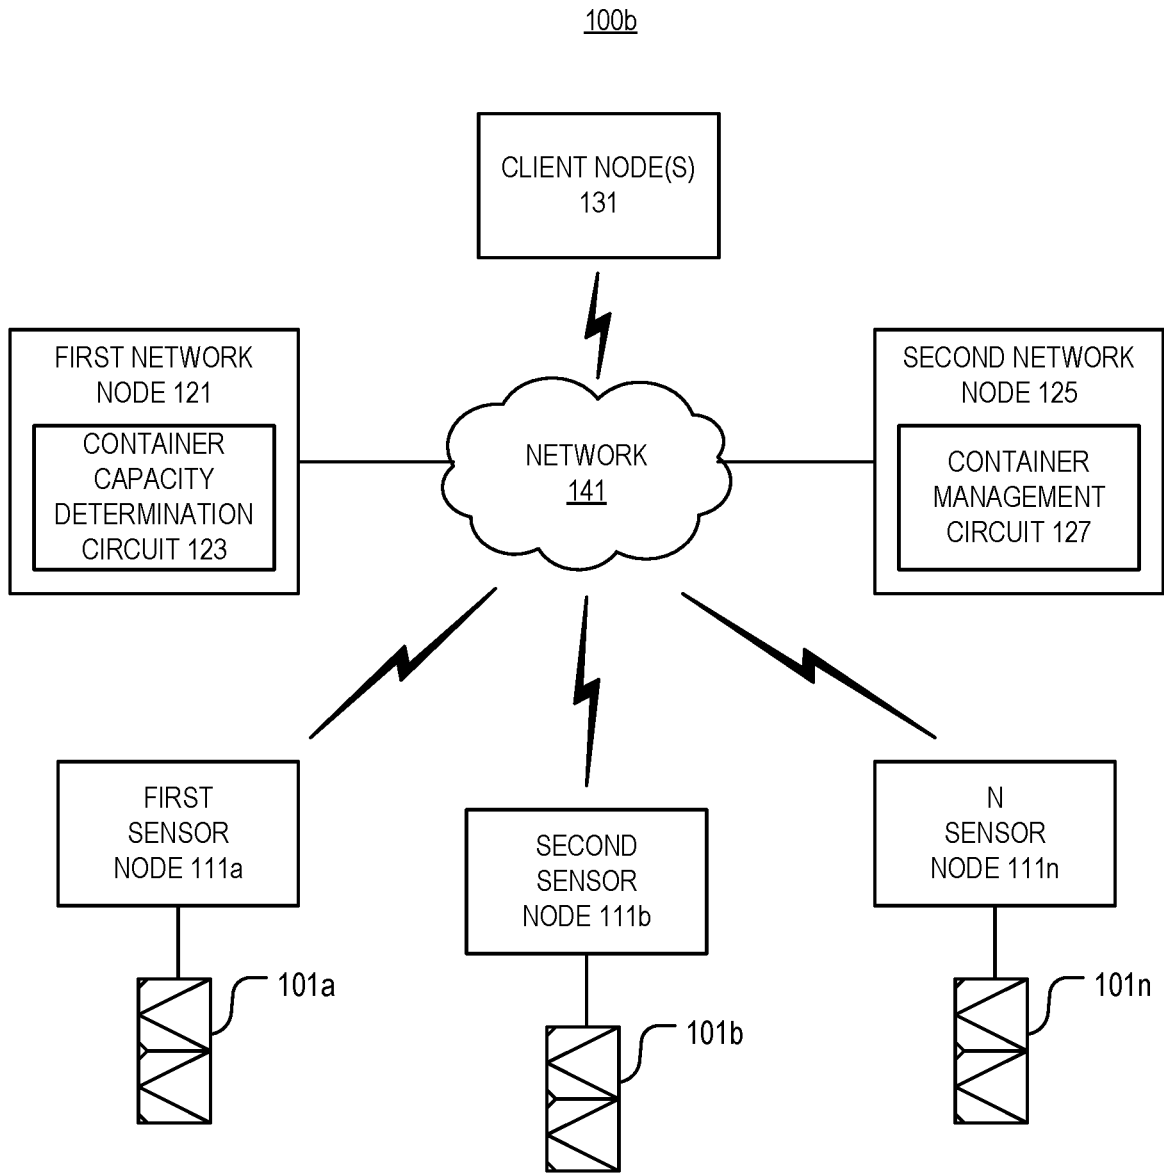 100b
CLIENT NODE(S)
131
FIRST NETWORK
NODE 121
CONTAINER
CAPACITY
DETERMINATION
CIRCUIT 123
NETWORK
141
SECOND NETWORK
NODE 125
CONTAINER
MANAGEMENT
CIRCUIT 127
FIRST
SENSOR
NODE 111a
SECOND
SENSOR
NODE 111b
N
SENSOR
NODE 111n
101a
101b
101n